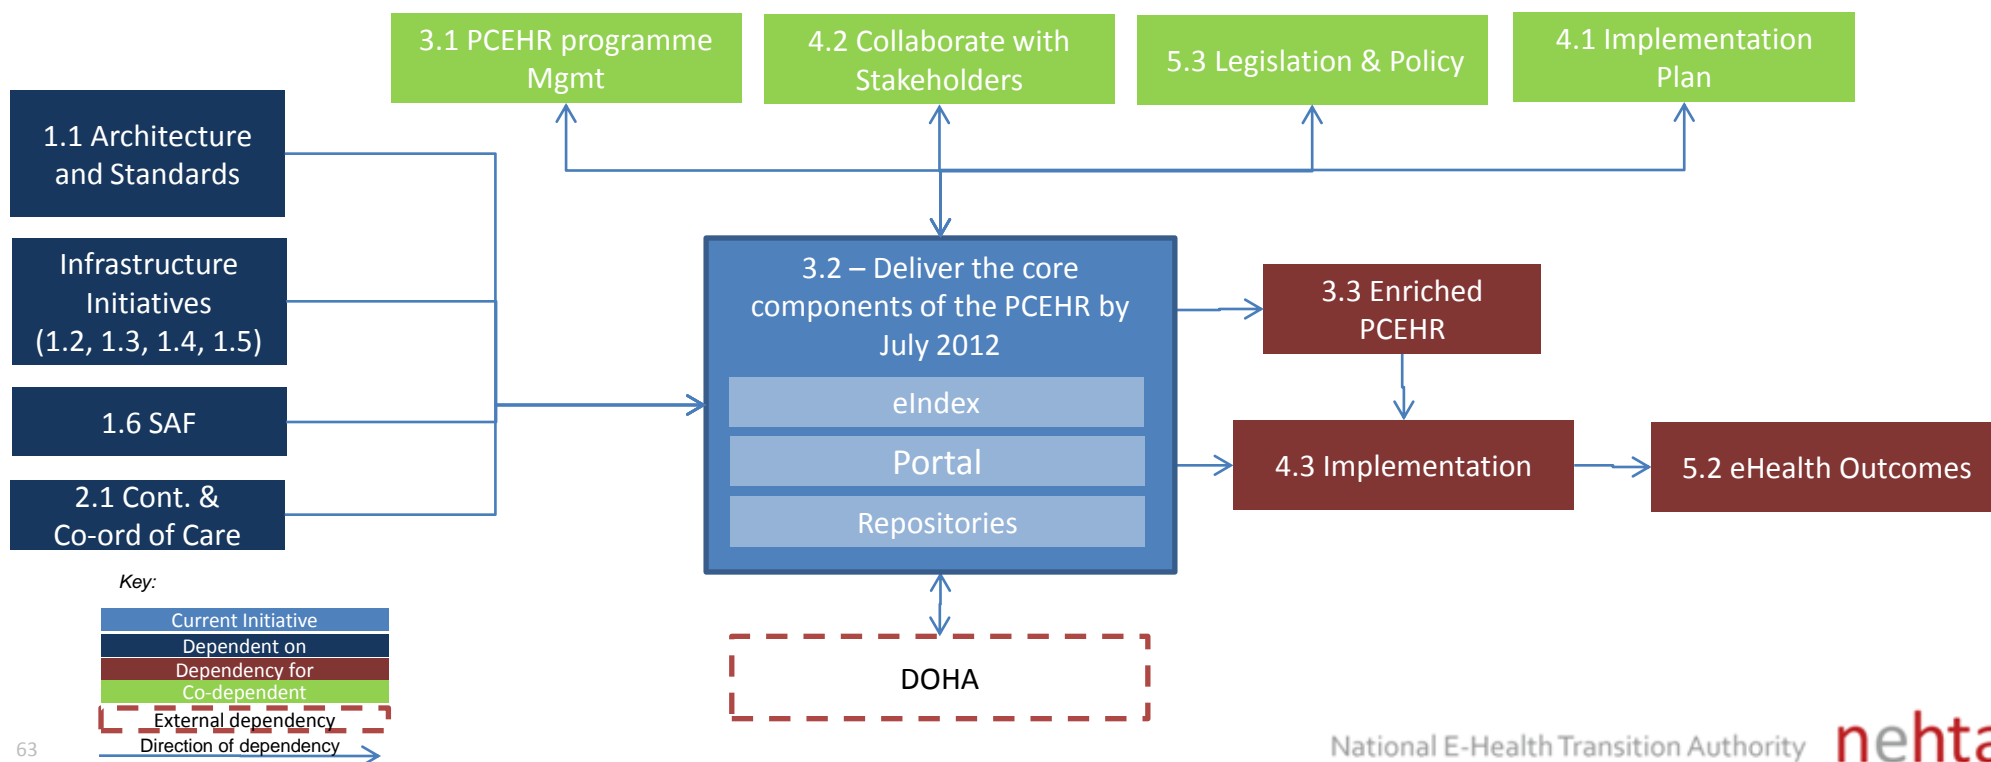 3.1 PCEHR programme
Mgmt
4.2 Collaborate with
Stakeholders
5.3 Legislation & Policy
4.1 Implementation
Plan
1.1 Architecture
and Standards
Infrastructure
Initiatives
(1.2, 1.3, 1.4, 1.5)
1.6 SAF
2.1 Cont. &
Co-ord of Care
3.2 – Deliver the core
components of the PCEHR by
July 2012
eIndex
Portal
Repositories
3.3 Enriched
PCEHR
4.3 Implementation
5.2 eHealth Outcomes
DOHA
Key:
Current Initiative
Dependent on
Dependency for
Co-dependent
External dependency
Direction of dependency
63
National E-Health Transition Authority
nehta